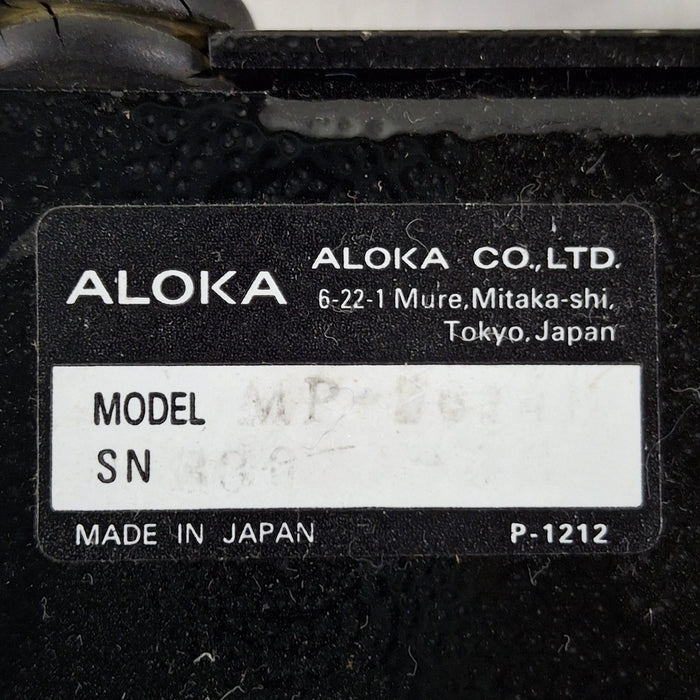 ALOKA
ALOKA CO.,LTD.
6-22-1 Mure, Mitaka-shi,
Tokyo, Japan
MODEL
SN
MADE IN JAPAN
P-1212